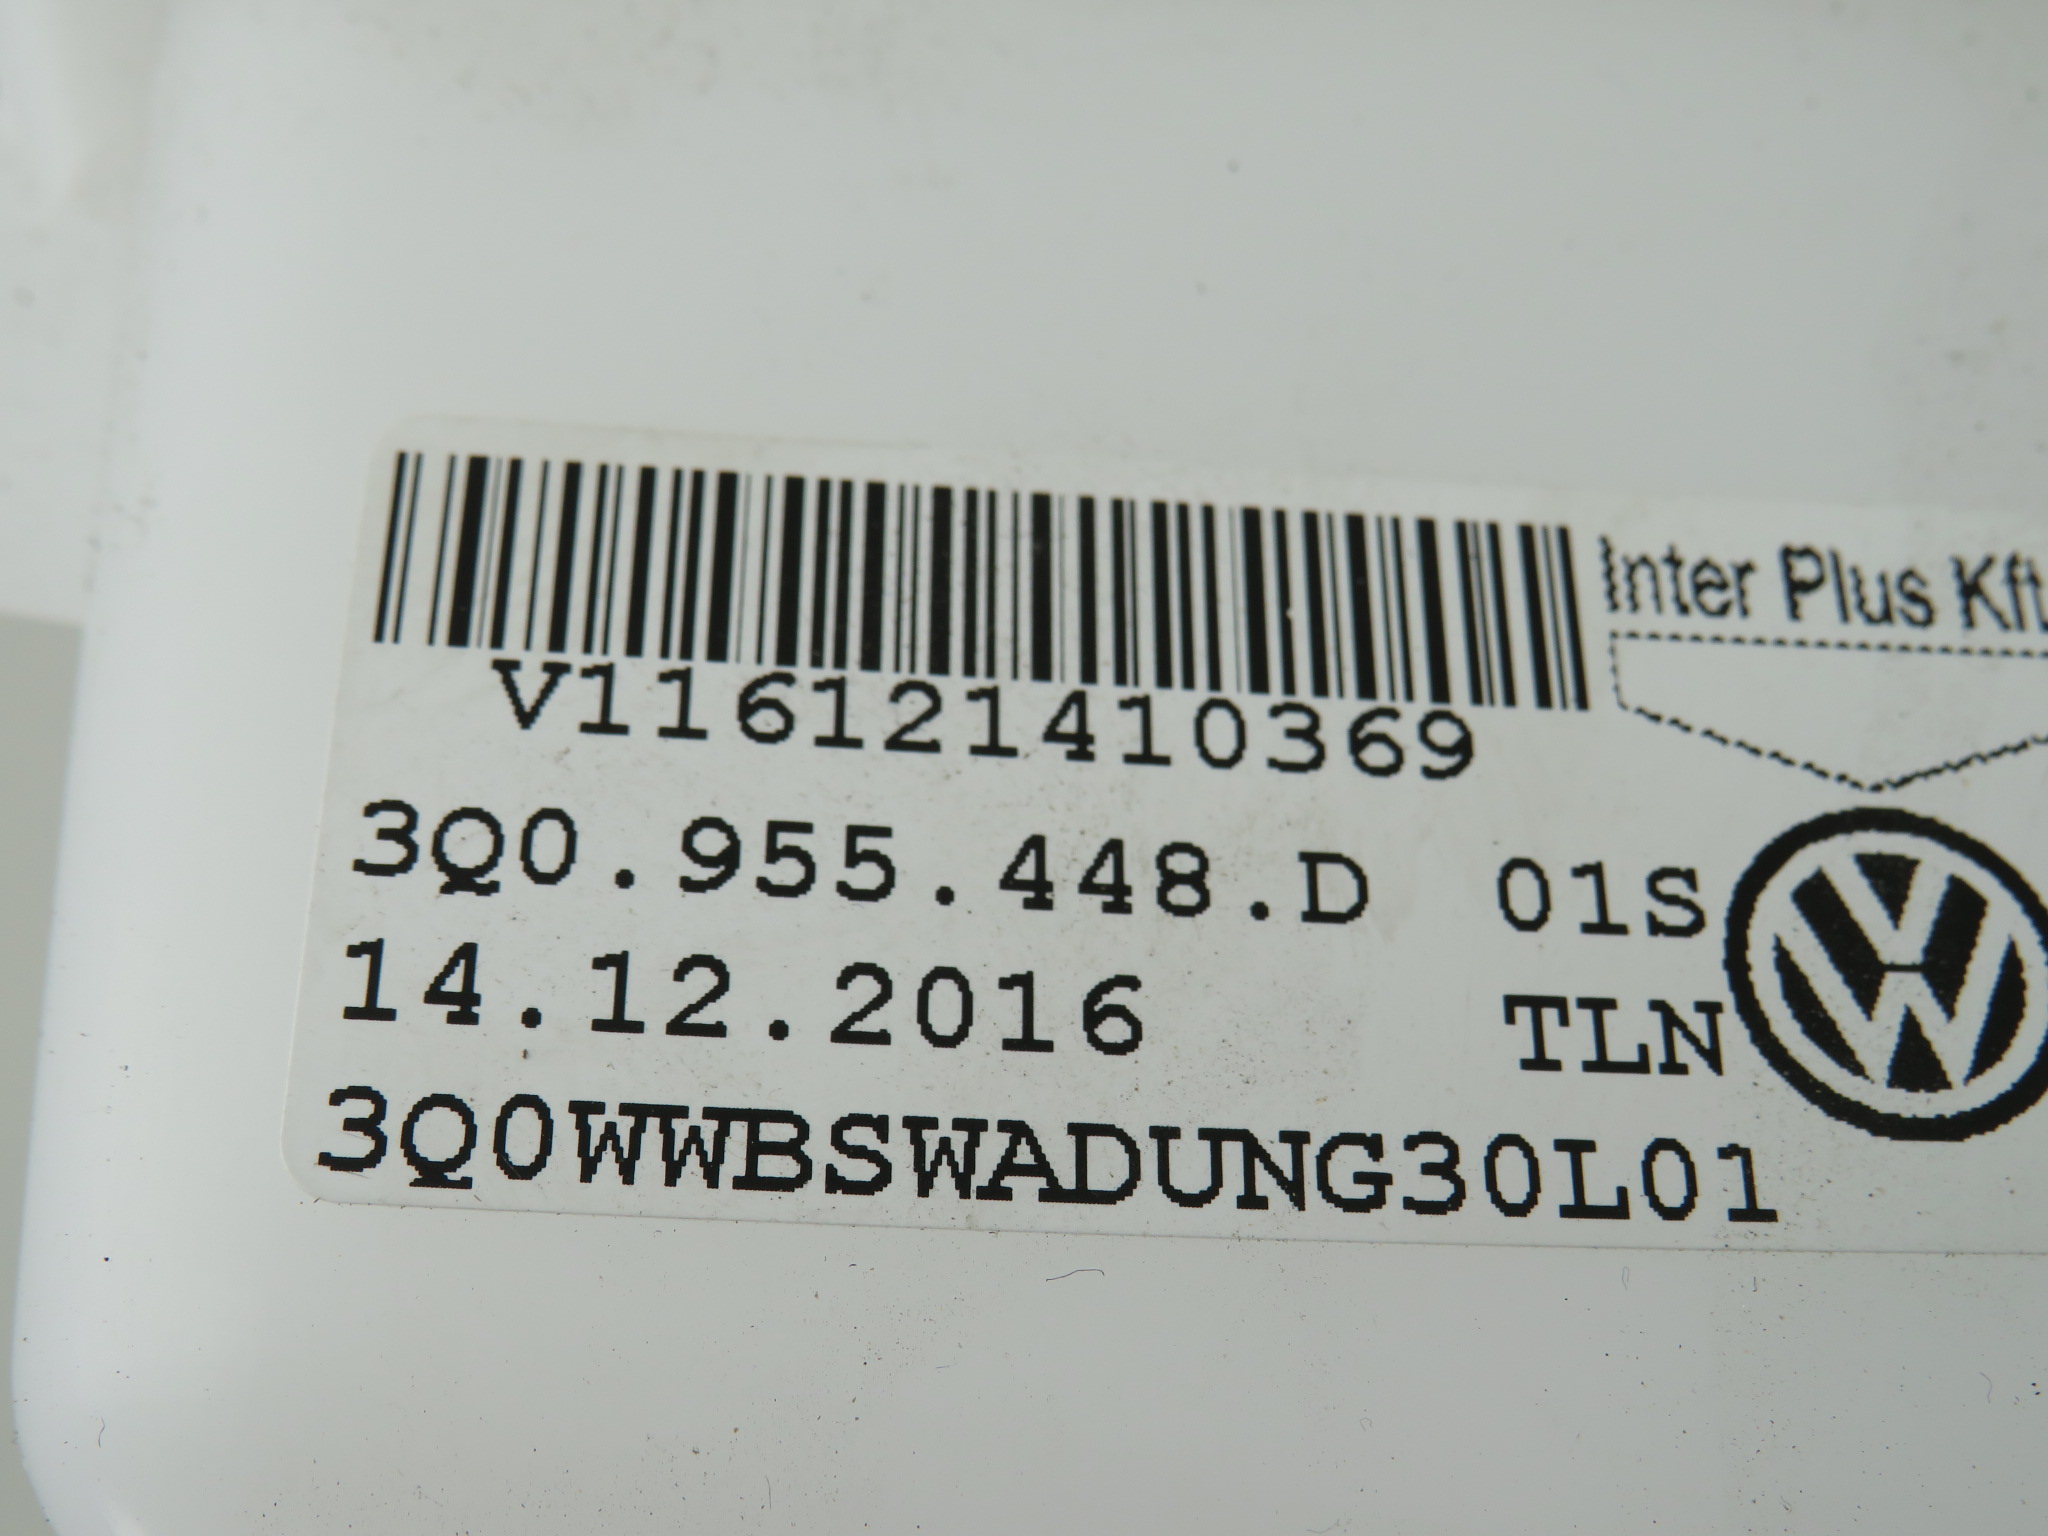 Inter Plus Kft
V116121410369
3Q0.955.448.D 01S
14.12.2016 TLN
3Q0WWBSWADUNG30L01